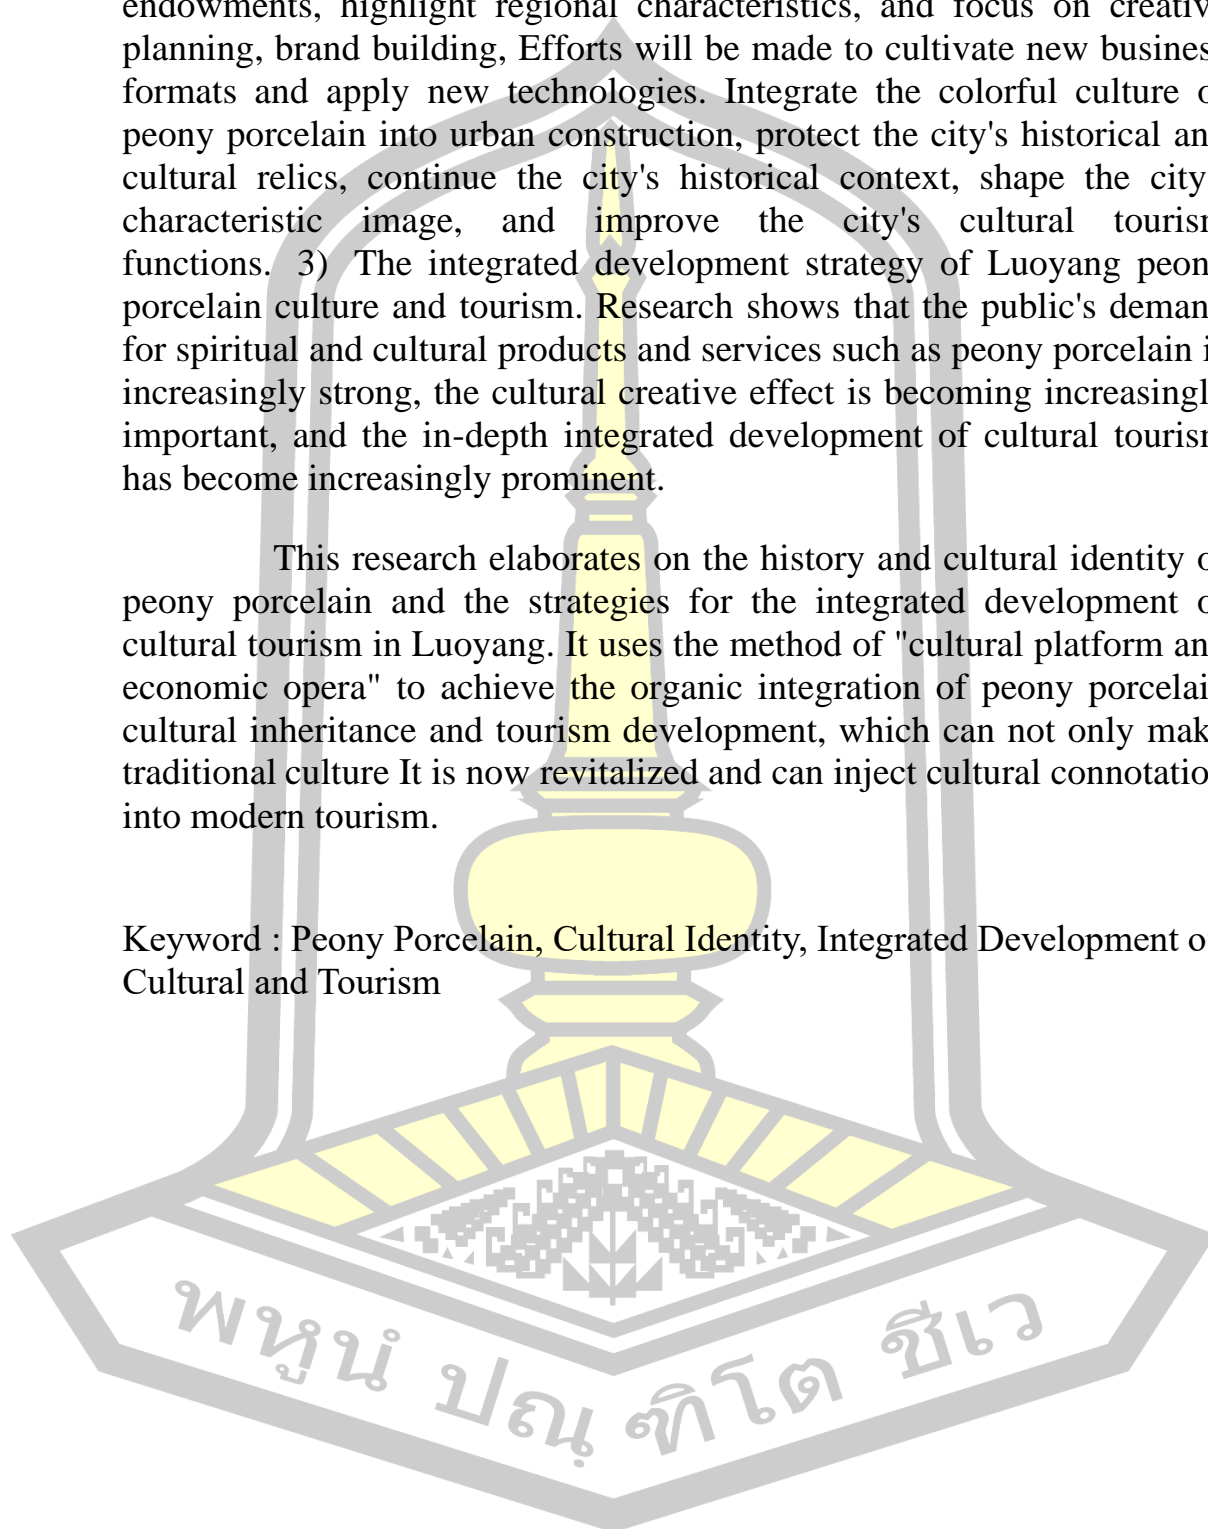 endowments, highlight regional characteristics, and focus on creativ
planning, brand building, Efforts will be made to cultivate new busines
formats and apply new technologies. Integrate the colorful culture o
peony porcelain into urban construction, protect the city's historical an
cultural relics, continue the city's historical context, shape the city'
characteristic image, and improve the city's cultural tourism
functions. 3) The integrated development strategy of Luoyang peon
porcelain culture and tourism. Research shows that the public's deman
for spiritual and cultural products and services such as peony porcelain i
increasingly strong, the cultural creative effect is becoming increasingl
important, and the in-depth integrated development of cultural tourism
has become increasingly prominent.
This research elaborates on the history and cultural identity o
peony porcelain and the strategies for the integrated development o
cultural tourism in Luoyang. It uses the method of "cultural platform an
economic opera" to achieve the organic integration of peony porcelai
cultural inheritance and tourism development, which can not only mak
traditional culture It is now revitalized and can inject cultural connotatio
into modern tourism.
Keyword : Peony Porcelain, Cultural Identity, Integrated Development o
Cultural and Tourism
พหูนํ ปณฺฑิโต ชีเว